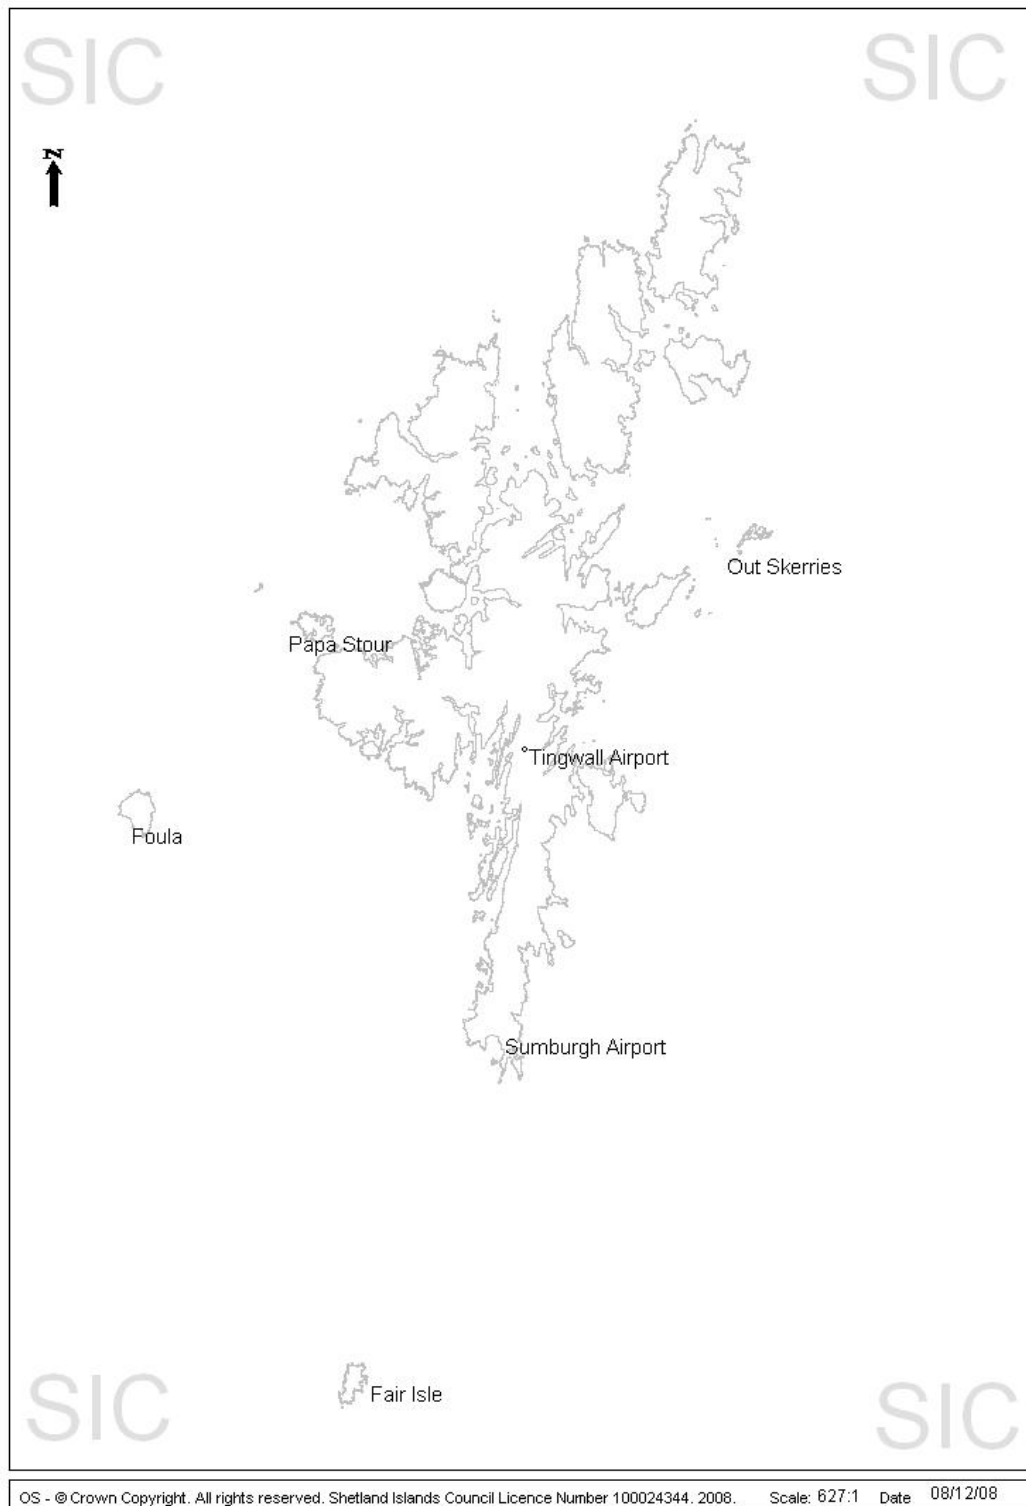 SIC
SIC
N
Out Skerries
Papa Stour
Tingwall Airport
Foula
Sumburgh Airport
Fair Isle
SIC
SIC
OS - © Crown Copyright. All rights reserved. Shetland Islands Council Licence Number 100024344. 2008. Scale: 627:1 Date 08/12/08